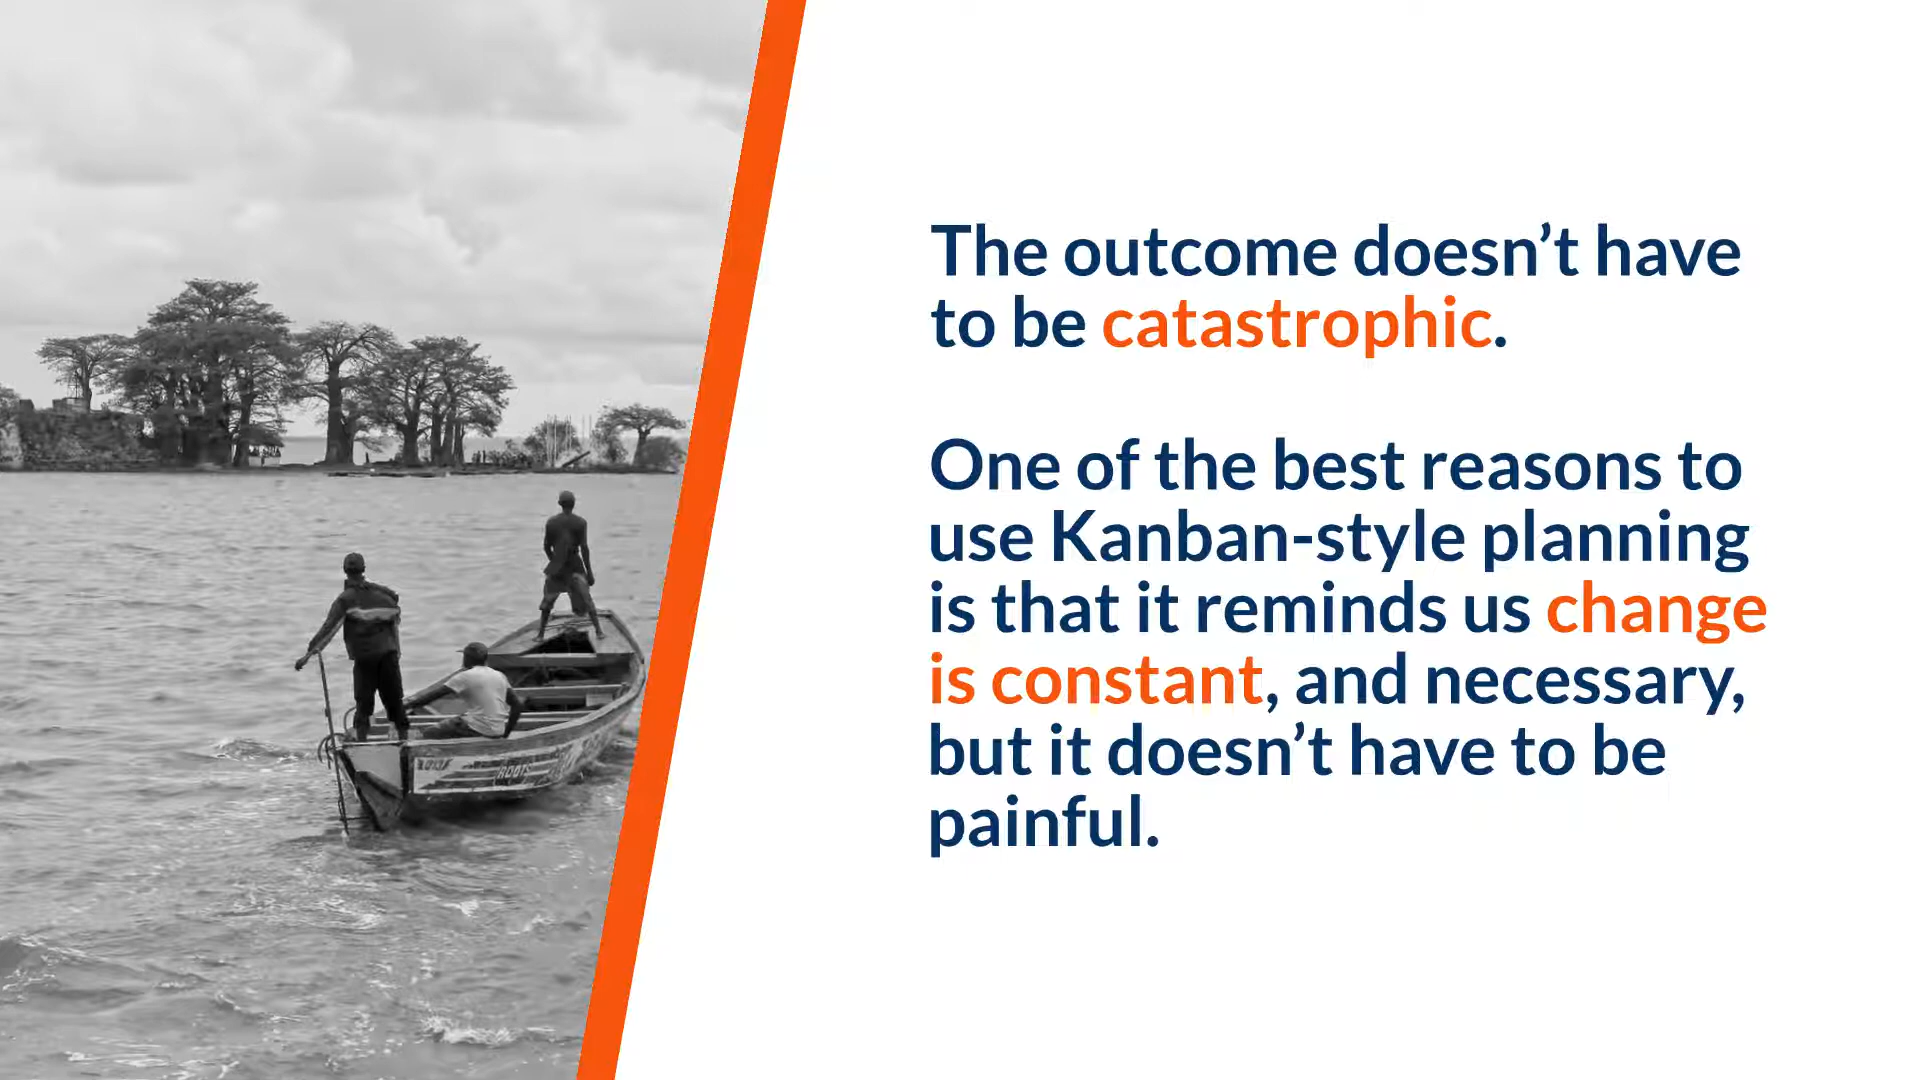 The outcome doesn’t have
to be catastrophic.
One of the best reasons to
use Kanban-style planning
is that it reminds us change
is constant, and necessary,
but it doesn’t have to be
painful.
ROOTS